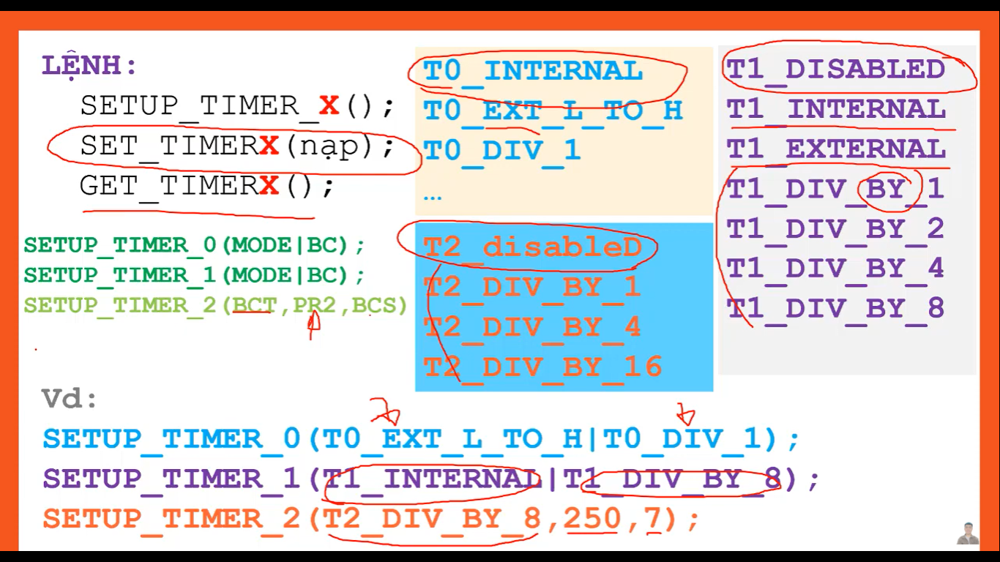 LỆNH:
SETUP_TIMER_X();
SET_TIMERX(nạp);
GET_TIMERX();
SETUP_TIMER_0(MODE|BC);
SETUP_TIMER_1(MODE|BC);
SETUP_TIMER_2(BCT,PR2,BCS)
T0_INTERNAL
T0_EXT_L_TO_H
T0_DIV_1
…
T2_disableD
T2_DIV_BY_1
T2_DIV_BY_4
T2_DIV_BY_16
T1_DISABLED
T1_INTERNAL
T1_EXTERNAL
T1_DIV_BY_1
T1_DIV_BY_2
T1_DIV_BY_4
T1_DIV_BY_8
Vd:
SETUP_TIMER_0(T0_EXT_L_TO_H|T0_DIV_1);
SETUP_TIMER_1(T1_INTERNAL|T1_DIV_BY_8);
SETUP_TIMER_2(T2_DIV_BY_8,250,7);